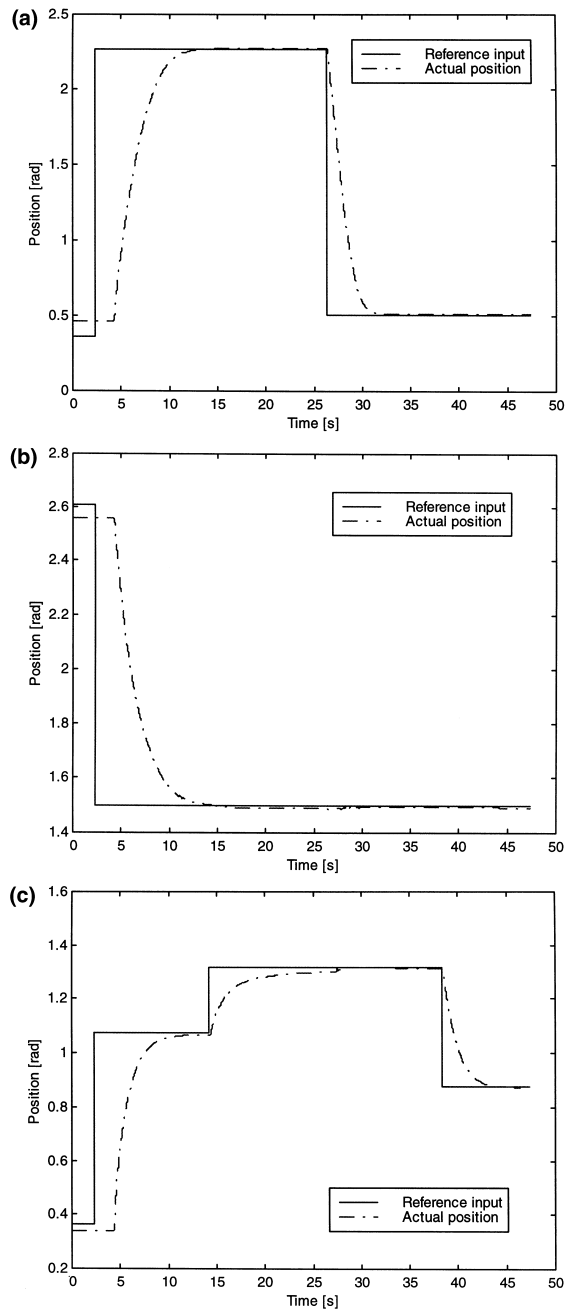 (a)
2.5
2
1.5
1
0.5
0
Position [rad]
Reference input
Actual position
0 5 10 15 20 25 30 35 40 45 50
Time [s]
(b)
2.8
2.6
2.4
2.2
2
1.8
1.6
1.4
Position [rad]
Reference input
Actual position
0 5 10 15 20 25 30 35 40 45 50
Time [s]
(c)
1.6
1.4
1.2
1
0.8
0.6
0.4
0.2
Position [rad]
Reference input
Actual position
0 5 10 15 20 25 30 35 40 45 50
Time [s]